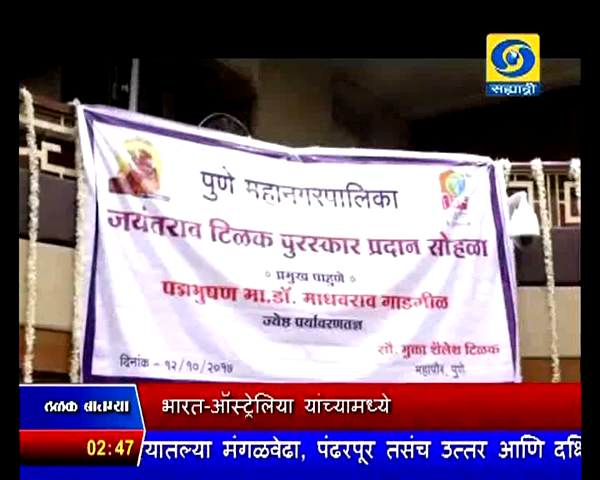 सह्याद्री
पुणे महानगरपालिका
जयंतराव टिळक पुरस्कार प्रदान सोहळा
प्रमुख पाहुणे
पद्मभुषण मा.डॉ. माधवराव गाडगीळ
ज्येष्ठ पर्यावरणतज्ञ
सौ. मुक्ता शैलेश टिळक
महापौर, पुणे
दिनांक - १२/१०/२०१७
ठळक बातम्या
भारत-ऑस्ट्रेलिया यांच्यामध्ये
02:47
यातल्या मंगळवेढा, पंढरपूर तसंच उत्तर आणि दक्षि